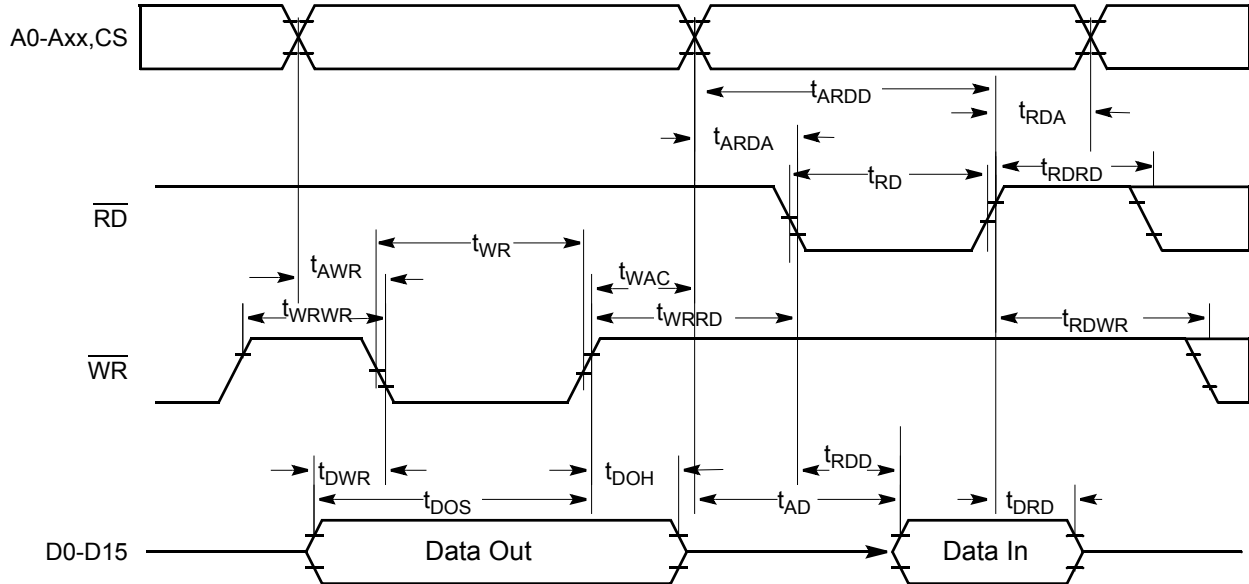 A0-Axx,CS
tARDD
tRDA
tARDA
tRD
tRDRD
RD
tWR
tAWR
tWAC
tWRWR
tWRRD
tRDWR
WR
tRDD
tDWR
tDOH
tDOS
tAD
tDRD
D0-D15
Data Out
Data In